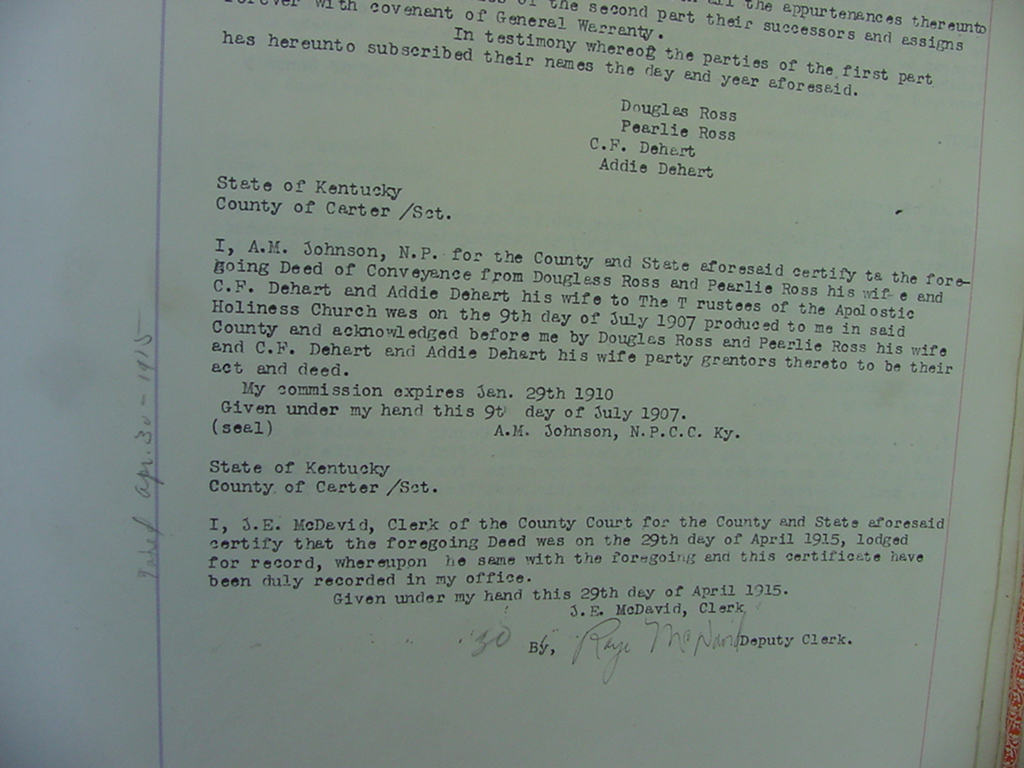 of the second part their successors and assigns
all the appurtenances thereunto
forever with covenant of General Warranty.
In testimony whereof the parties of the first part
has hereunto subscribed their names the day and year aforesaid.
Douglas Ross
Pearlie Ross
C.F. Dehart
Addie Dehart
State of Kentucky
County of Carter /Sct.
I, A.M. Johnson, N.P. for the County and State aforesaid certify ta the fore-
going Deed of Conveyance from Douglass Ross and Pearlie Ross his wif e and
C.F. Dehart and Addie Dehart his wife to The T rustees of the Apolostic
Holiness Church was on the 9th day of July 1907 produced to me in said
County and acknowledged before me by Douglas Ross and Pearlie Ross his wife
and C.F. Dehart and Addie Dehart his wife party grantors thereto to be their
act and deed.
My commission expires Jan. 29th 1910
Given under my hand this 9t day of July 1907.
(seal) A.M. Johnson, N.P.C.C. Ky.
State of Kentucky
County of Carter /Sct.
I, J.E. McDavid, Clerk of the County Court for the County and State aforesaid
certify that the foregoing Deed was on the 29th day of April 1915, lodged
for record, whereupon he same with the foregoing and this certificate have
been duly recorded in my office.
Given under my hand this 29th day of April 1915.
J.E. McDavid, Clerk
30 By, Raye McDavid Deputy Clerk.
apr. 30 - 1915